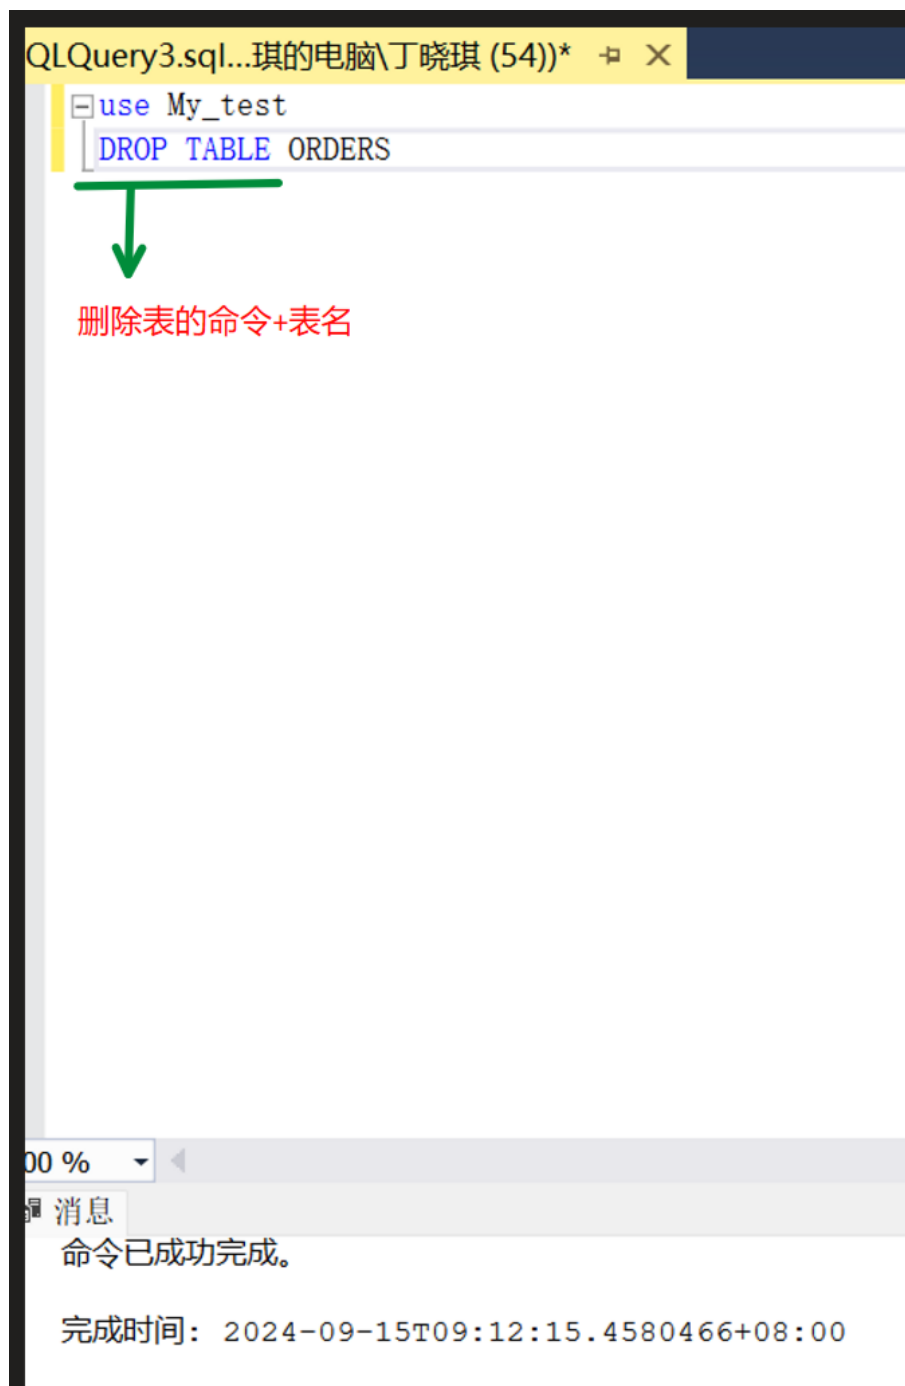 QLQuery3.sql...琪的电脑\丁晓琪 (54))*
use My_test
DROP TABLE ORDERS
删除表的命令+表名
00 %
消息
命令已成功完成。
完成时间: 2024-09-15T09:12:15.4580466+08:00